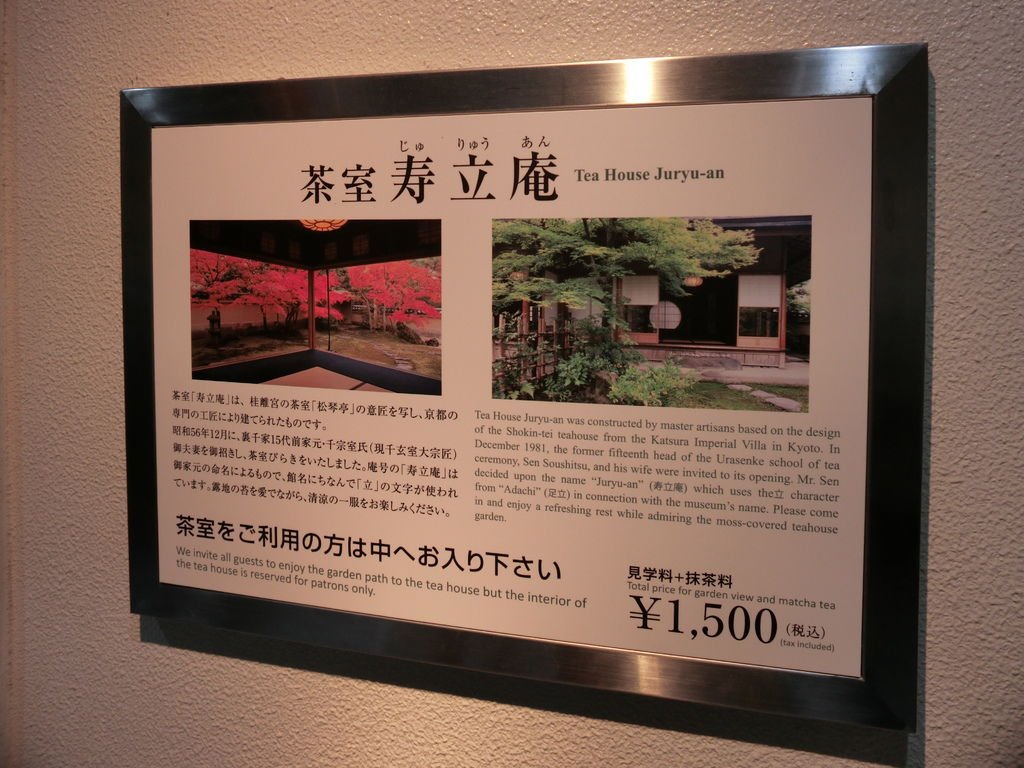 じゅ りゅう あん
茶室 寿立庵 Tea House Juryu-an
茶室「寿立庵」は、桂離宮の茶室「松琴亭」の意匠を写し、京都の
専門の工匠により建てられたものです。
昭和56年12月に、裏千家15代前家元・千宗室氏（現千玄室大宗匠）
御夫妻を御招きし、茶室びらきをいたしました。庵号の「寿立庵」は
御家元の命名によるもので、館名にちなんで「立」の文字が使われ
ています。露地の苔を愛でながら、清涼の一服をお楽しみください。
Tea House Juryu-an was constructed by master artisans based on the design
of the Shokin-tei teahouse from the Katsura Imperial Villa in Kyoto. In
December 1981, the former fifteenth head of the Urasenke school of tea
ceremony, Sen Soushitsu, and his wife were invited to its opening. Mr. Sen
decided upon the name “Juryu-an” (寿立庵) which uses the立 character
from “Adachi” (足立) in connection with the museum’s name. Please come
in and enjoy a refreshing rest while admiring the moss-covered teahouse
garden.
茶室をご利用の方は中へお入り下さい
We invite all guests to enjoy the garden path to the tea house but the interior of
the tea house is reserved for patrons only.
見学料+抹茶料
Total price for garden view and matcha tea
￥1,500（税込）
(tax included)